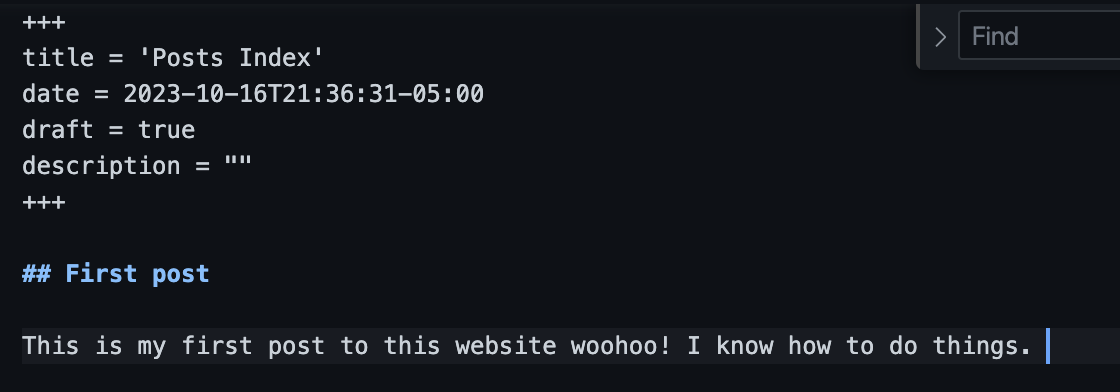 +++
title = 'Posts Index'
date = 2023-10-16T21:36:31-05:00
draft = true
description = ""
+++
## First post
This is my first post to this website woohoo! I know how to do things.
Find